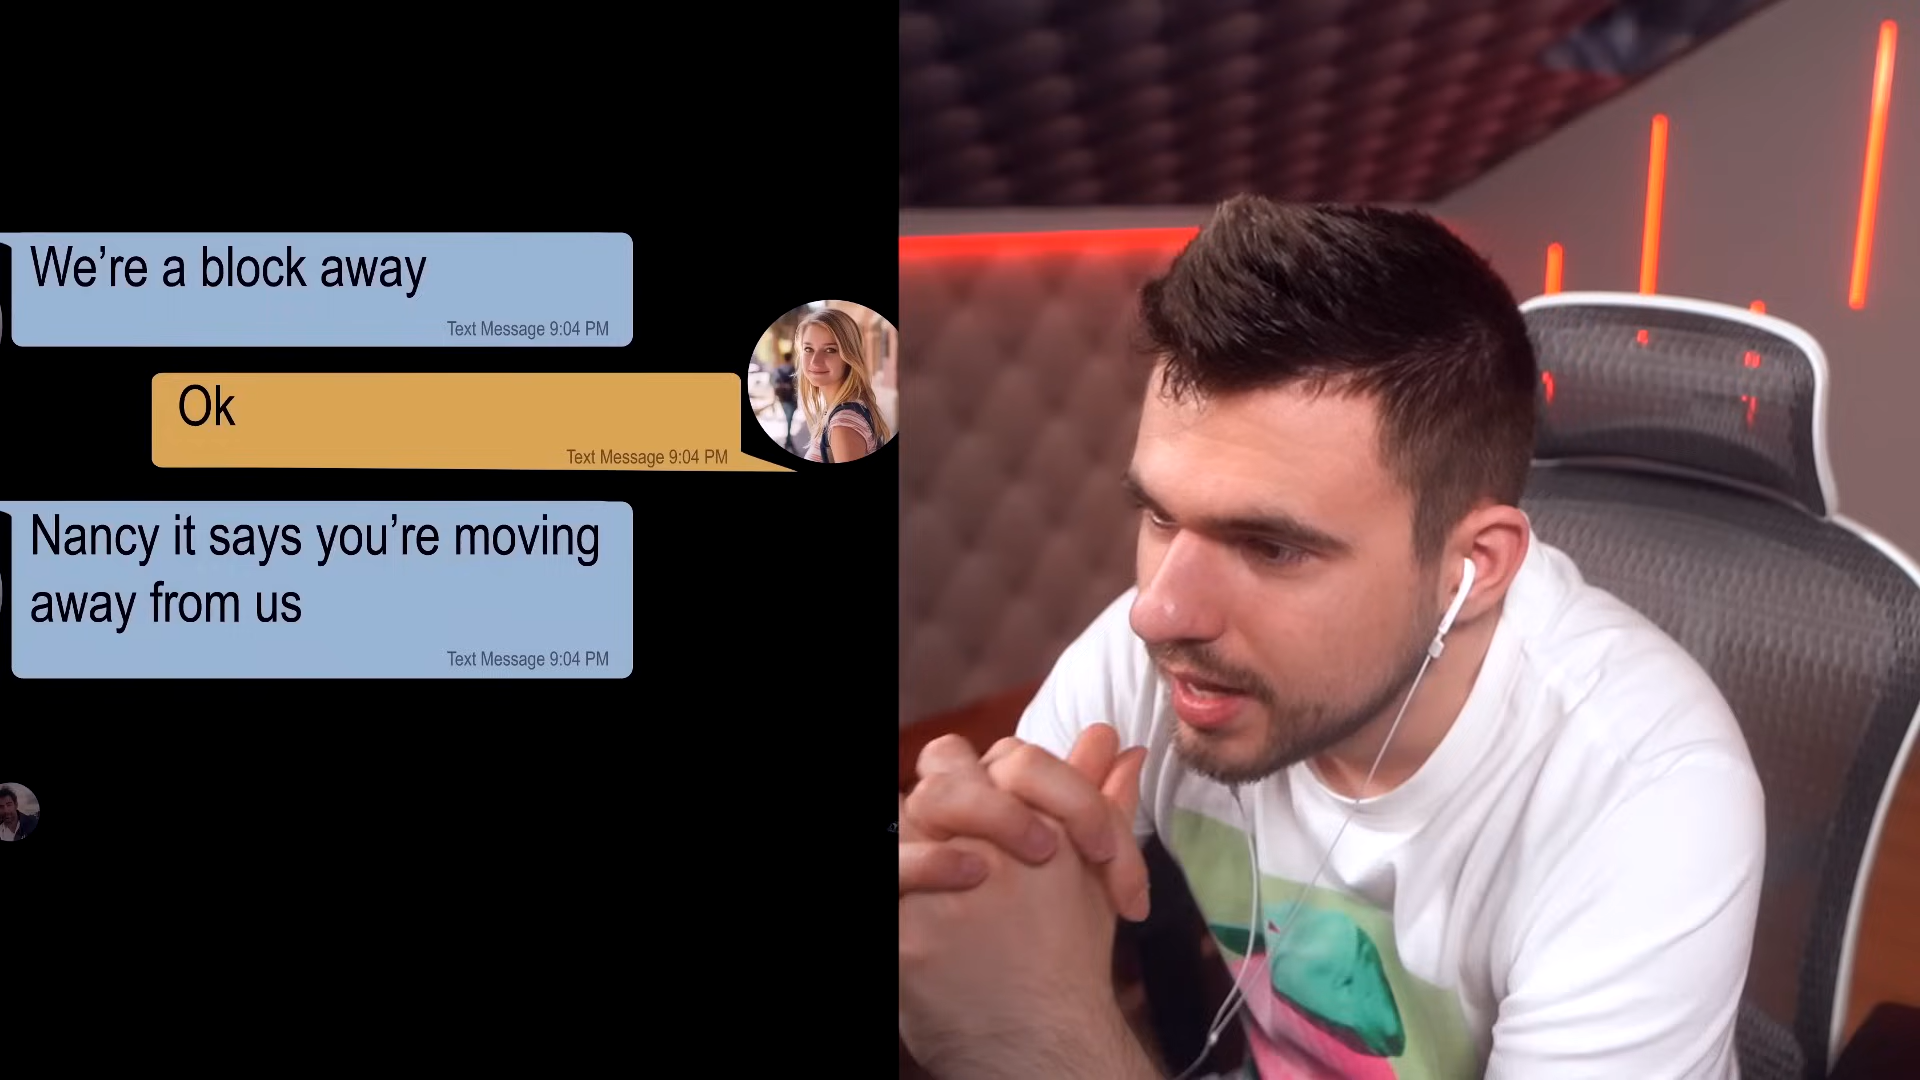 We’re a block away
Text Message 9:04 PM
Ok
Text Message 9:04 PM
Nancy it says you’re moving
away from us
Text Message 9:04 PM